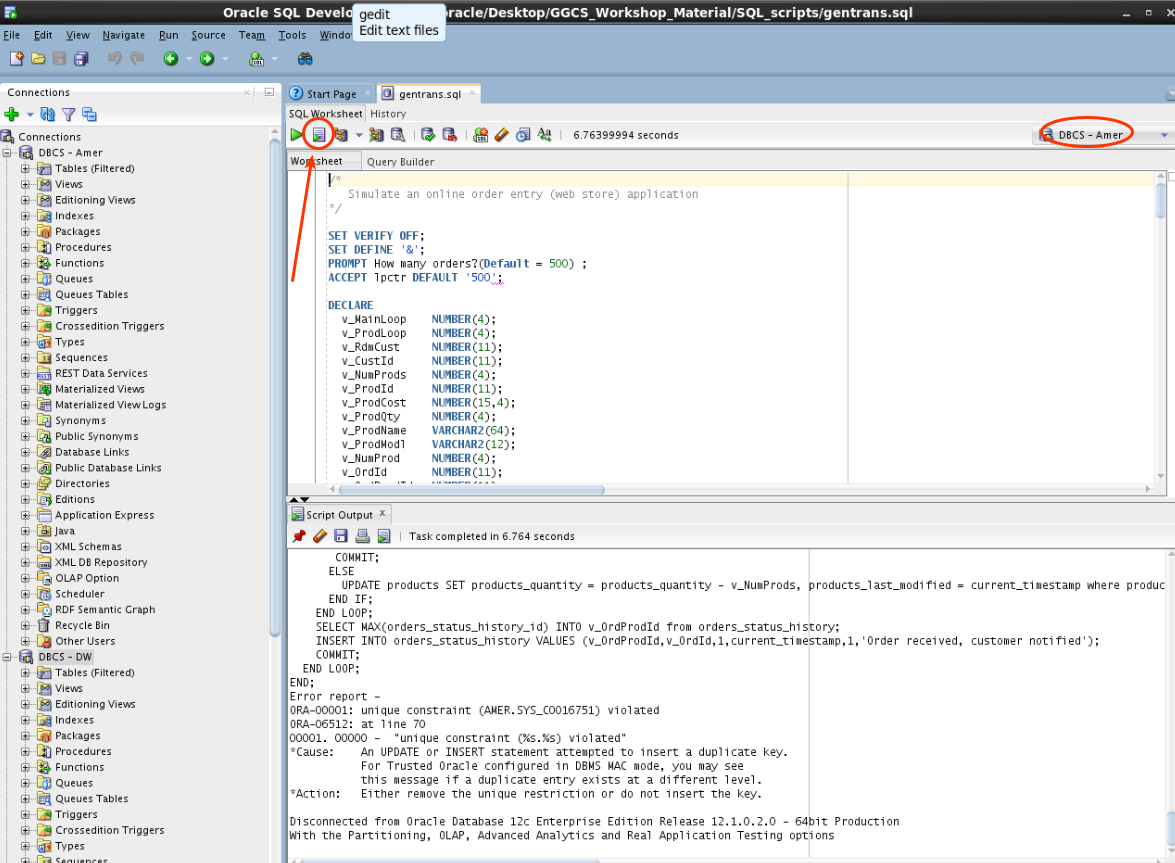 Oracle SQL Develo
racle/Desktop/GGCS_Workshop_Material/SQL_scripts/gentrans.sql
gedit
Edit text files
File Edit View Navigate Run Source Team Tools Windo
Connections
Start Page
gentrans.sql
SQL Worksheet History
6.76399994 seconds
DBCS - Amer
Worksheet
Query Builder
Connections
DBCS - Amer
Tables (Filtered)
Views
Editioning Views
Indexes
Packages
Procedures
Functions
Queues
Queues Tables
Triggers
Crossedition Triggers
Types
Sequences
REST Data Services
Materialized Views
Materialized View Logs
Synonyms
Public Synonyms
Database Links
Public Database Links
Directories
Editions
Application Express
Java
XML Schemas
XML DB Repository
OLAP Option
Scheduler
RDF Semantic Graph
Recycle Bin
Other Users
DBCS - DW
Tables (Filtered)
Views
Editioning Views
Indexes
Packages
Procedures
Functions
Queues
Queues Tables
Triggers
Crossedition Triggers
Types
Sequences
/*
Simulate an online order entry (web store) application
*/
SET VERIFY OFF;
SET DEFINE '&';
PROMPT How many orders?(Default = 500) ;
ACCEPT lpctr DEFAULT '500';
DECLARE
v_MainLoop NUMBER(4);
v_ProdLoop NUMBER(4);
v_RdmCust NUMBER(11);
v_CustId NUMBER(11);
v_NumProds NUMBER(4);
v_ProdId NUMBER(11);
v_ProdCost NUMBER(15,4);
v_ProdQty NUMBER(4);
v_ProdName VARCHAR2(64);
v_ProdModl VARCHAR2(12);
v_NumProd NUMBER(4);
v_OrdId NUMBER(11);
Script Output
Task completed in 6.764 seconds
COMMIT;
ELSE
UPDATE products SET products_quantity = products_quantity - v_NumProds, products_last_modified = current_timestamp where produc
END IF;
END LOOP;
SELECT MAX(orders_status_history_id) INTO v_OrdProdId from orders_status_history;
INSERT INTO orders_status_history VALUES (v_OrdProdId,v_OrdId,1,current_timestamp,1,'Order received, customer notified');
COMMIT;
END LOOP;
END;
Error report -
ORA-00001: unique constraint (AMER.SYS_C0016751) violated
ORA-06512: at line 70
00001. 00000 - "unique constraint (%s.%s) violated"
*Cause: An UPDATE or INSERT statement attempted to insert a duplicate key.
For Trusted Oracle configured in DBMS MAC mode, you may see
this message if a duplicate entry exists at a different level.
*Action: Either remove the unique restriction or do not insert the key.
Disconnected from Oracle Database 12c Enterprise Edition Release 12.1.0.2.0 - 64bit Production
With the Partitioning, OLAP, Advanced Analytics and Real Application Testing options